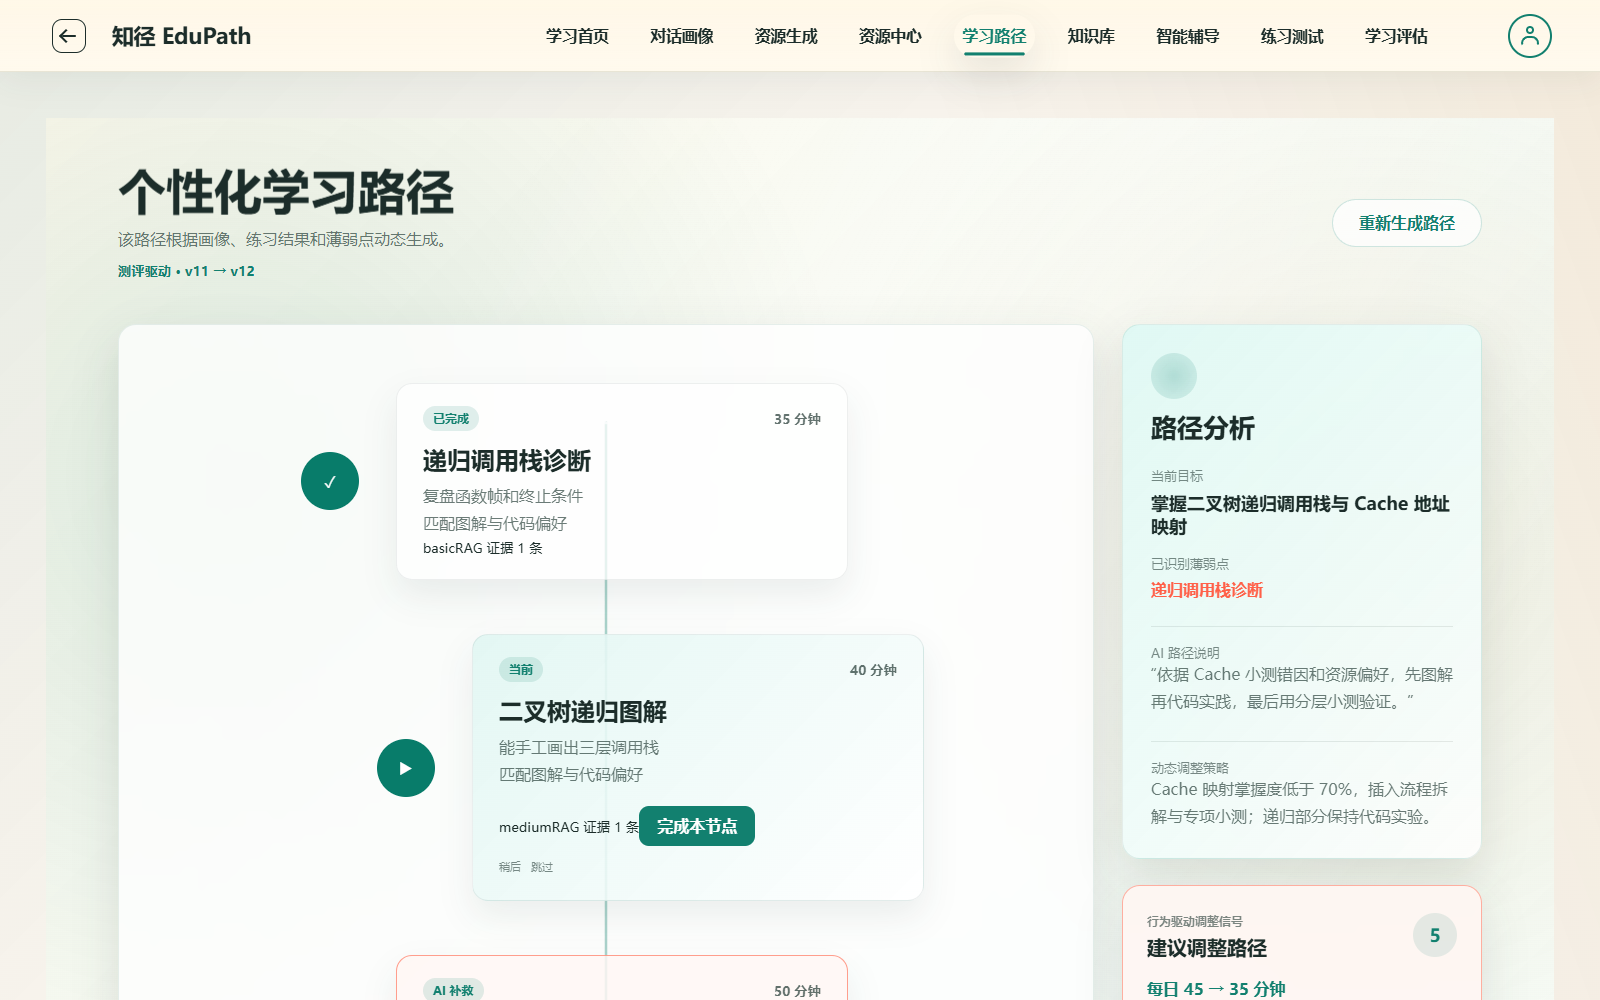 知径 EduPath
学习首页
对话画像
资源生成
资源中心
学习路径
知识库
智能辅导
练习测试
学习评估
个性化学习路径
该路径根据画像、练习结果和薄弱点动态生成。
测评驱动 • v11 → v12
重新生成路径
已完成
35 分钟
递归调用栈诊断
复盘函数帧和终止条件
匹配图解与代码偏好
basicRAG 证据 1 条
当前
40 分钟
二叉树递归图解
能手工画出三层调用栈
匹配图解与代码偏好
mediumRAG 证据 1 条
完成本节点
稍后 跳过
AI 补救
50 分钟
路径分析
当前目标
掌握二叉树递归调用栈与 Cache 地址
映射
已识别薄弱点
递归调用栈诊断
AI 路径说明
“依据 Cache 小测错因和资源偏好，先图解
再代码实践，最后用分层小测验证。”
动态调整策略
Cache 映射掌握度低于 70%，插入流程拆
解与专项小测；递归部分保持代码实验。
行为驱动调整信号
建议调整路径
5
每日 45 → 35 分钟